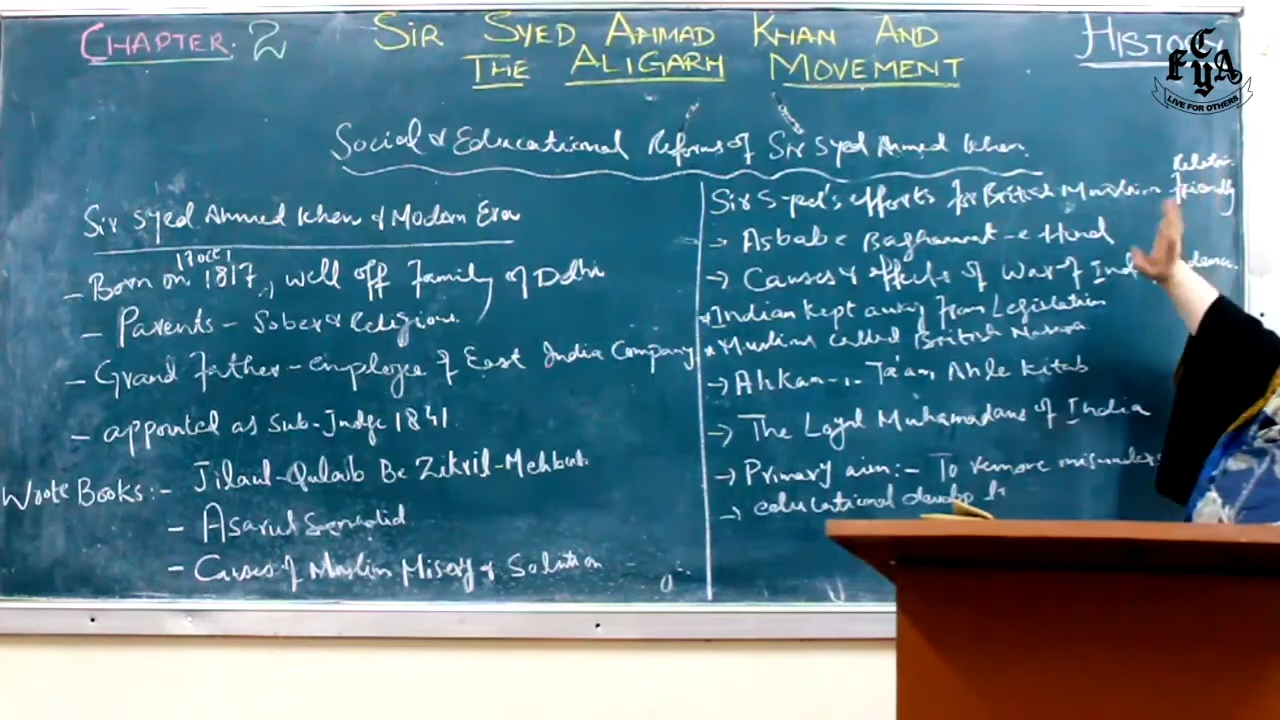 CHAPTER. 2
SIR SYED AHMAD KHAN AND
THE ALIGARH MOVEMENT
HISTORY
ECYA
LIVE FOR OTHERS
Social & Educational Reforms of Sir Syed Ahmed Khan.
Sir Syed Ahmed Khan & Modern Era
17 Oct
- Born on 1817, well off family of Delhi
- Parents - Sober & Religious.
- Grand father - employee of East India Company
- appointed as Sub-Judge 1841
Wrote Books:- Jilaul-Qulub Be Zikril-Mehbub.
- Asarul Sanadid
- Causes of Muslim Misery & Solution
Relation
Sir Syed's efforts for British Muslim friendly
→ Asbab e Baghawat-e-Hind
→ Causes & effects of War of
Indian kept away from Legislation
Muslims called British
→ Ta'am Ahle Kitab
→ The Loyal Muhamadans of India
→ Primary aim:- To remove
→ educational develop